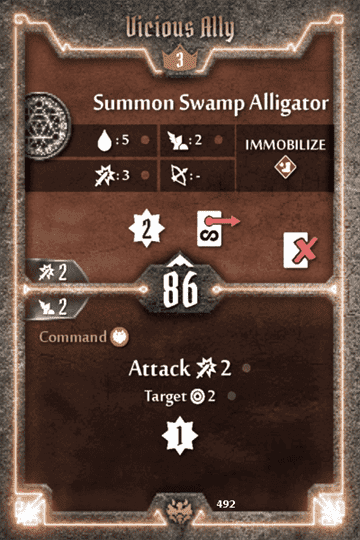 Vicious Ally
3
Summon Swamp Alligator
:5 :2 IMMOBILIZE
:3 :-
2 8
2
86
2
Command
Attack 2
Target 2
1
492